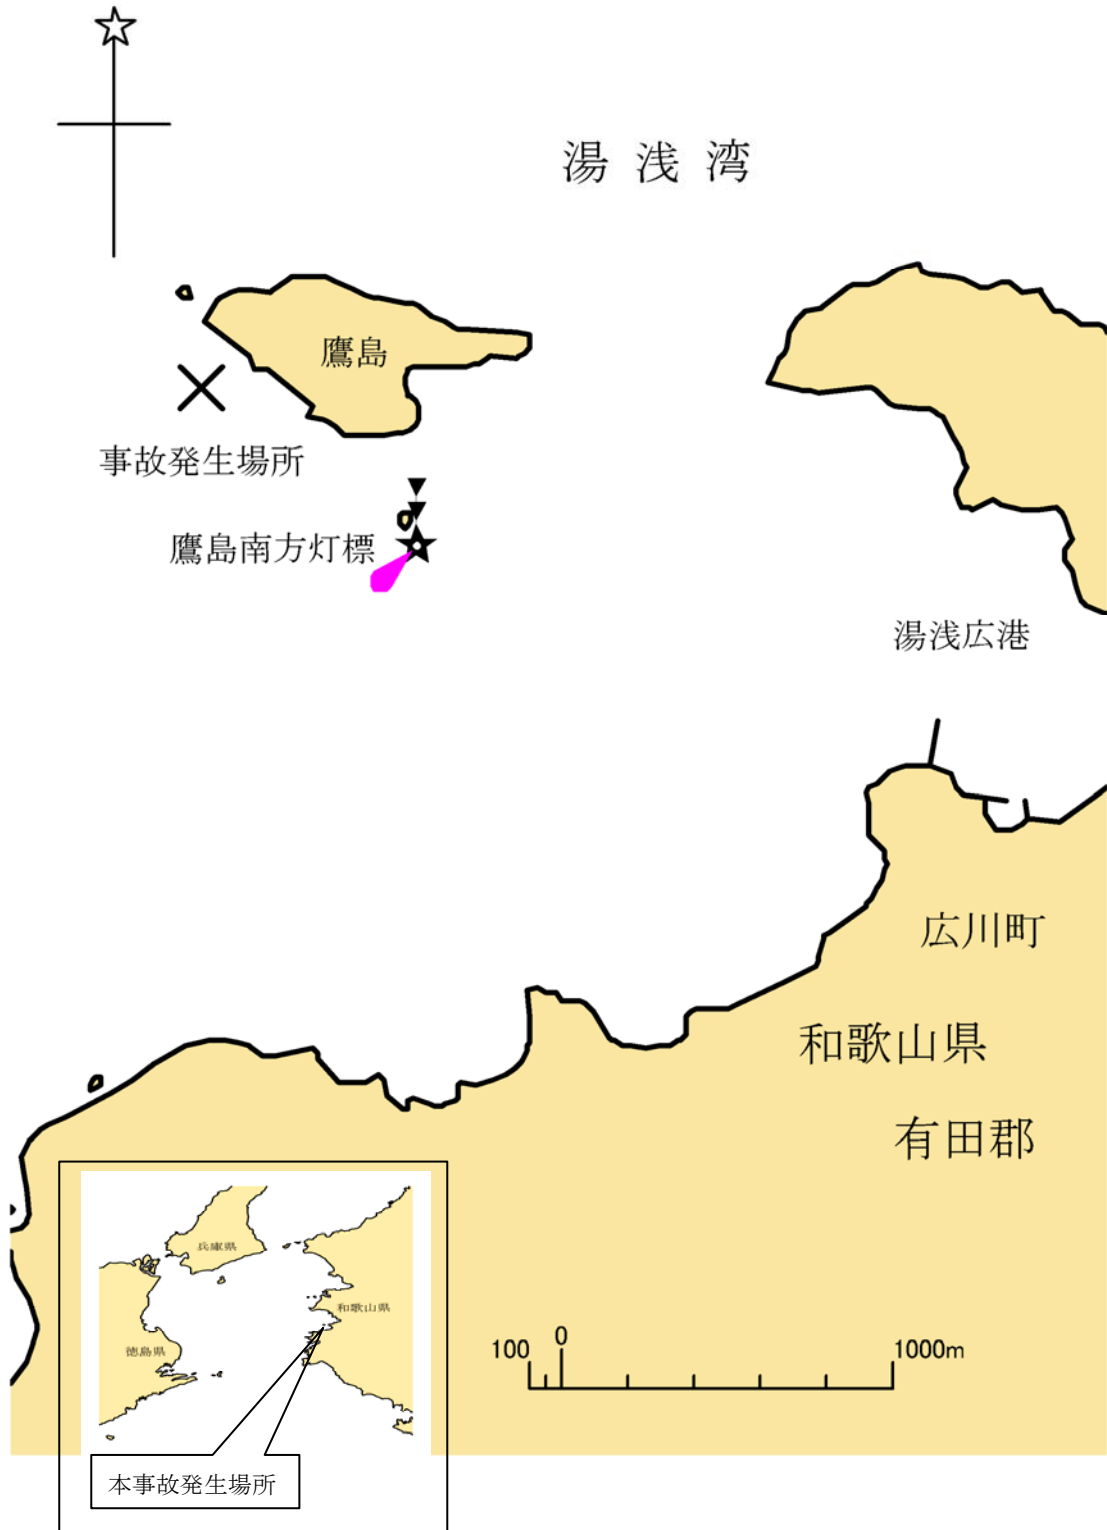 湯浅湾
鷹島
事故発生場所
鷹島南方灯標
湯浅広港
広川町
和歌山県
有田郡
兵庫県
和歌山県
徳島県
100 0 1000m
本事故発生場所